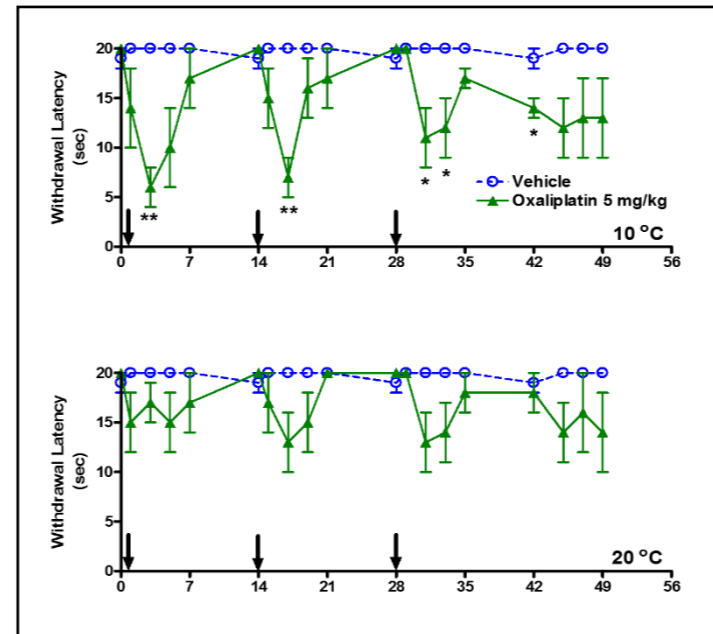 Withdrawal Latency
(sec)
20
15
10
5
0
**
**
*
*
*
Vehicle
Oxaliplatin 5 mg/kg
10 °C
0 7 14 21 28 35 42 49 56
Withdrawal Latency
(sec)
20
15
10
5
0
20 °C
0 7 14 21 28 35 42 49 56